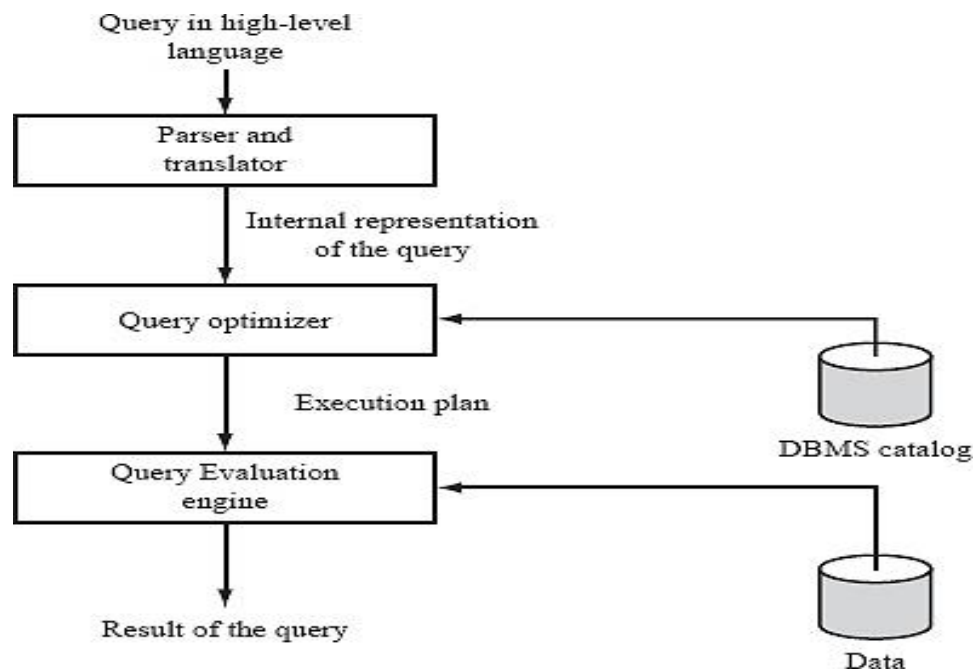 Query in high-level
language
Parser and
translator
Internal representation
of the query
Query optimizer
Execution plan
DBMS catalog
Query Evaluation
engine
Result of the query
Data